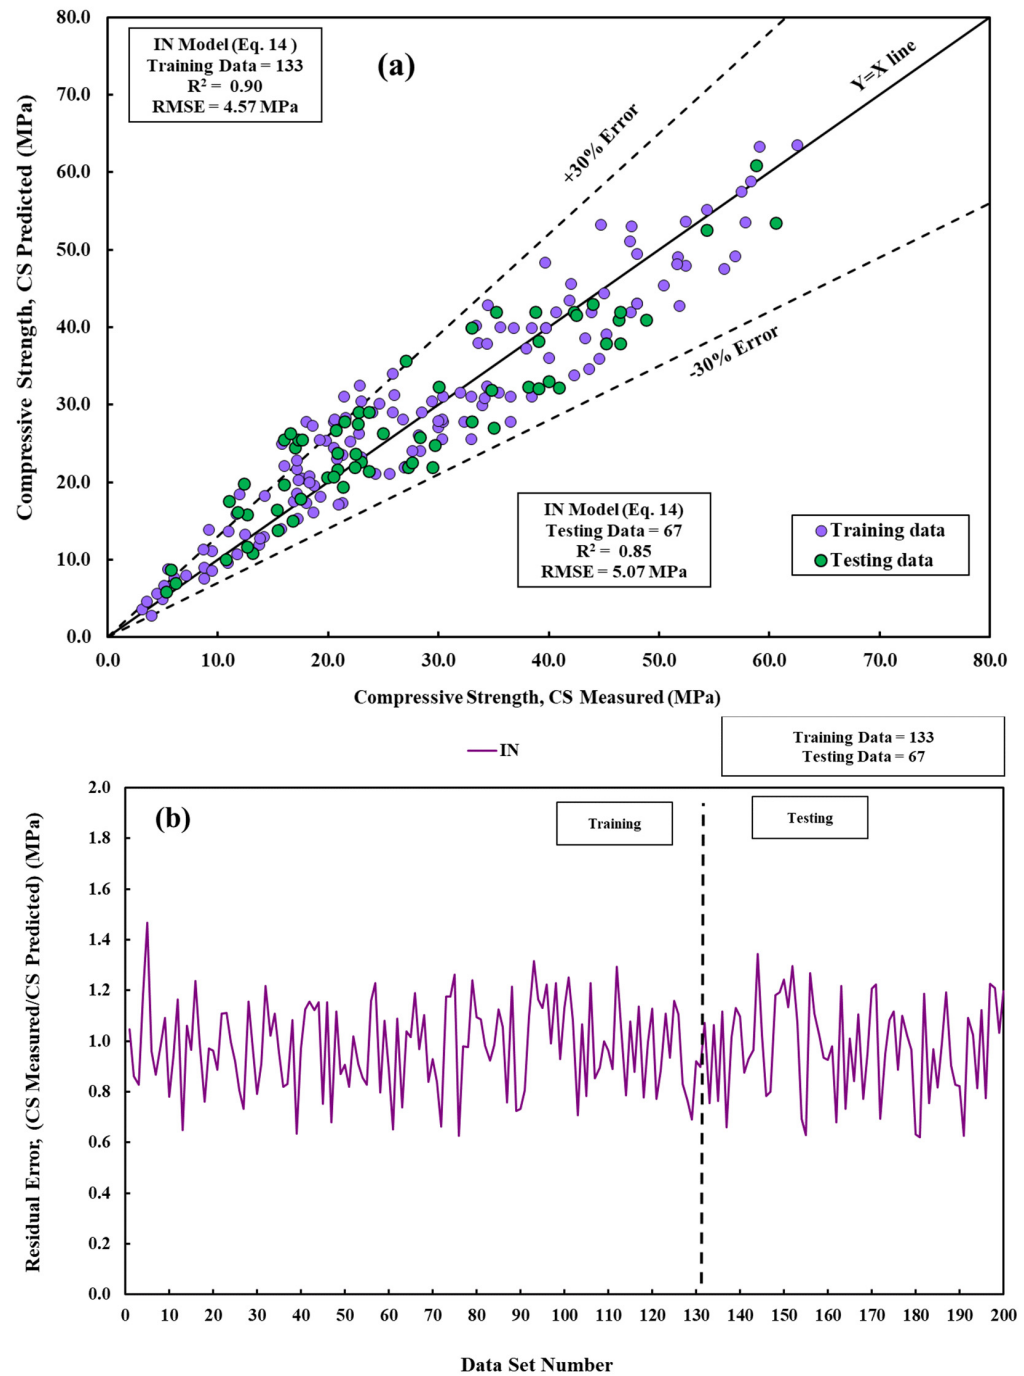 80.0
70.0
60.0
50.0
40.0
30.0
20.0
10.0
0.0
Compressive Strength, CS Predicted (MPa)
IN Model (Eq. 14 )
Training Data = 133
R² = 0.90
RMSE = 4.57 MPa
(a)
+30% Error
Y=X line
-30% Error
IN Model (Eq. 14)
Testing Data = 67
R² = 0.85
RMSE = 5.07 MPa
Training data
Testing data
0.0 10.0 20.0 30.0 40.0 50.0 60.0 70.0 80.0
Compressive Strength, CS Measured (MPa)
IN
Training Data = 133
Testing Data = 67
2.0
1.8
1.6
1.4
1.2
1.0
0.8
0.6
0.4
0.2
0.0
Residual Error, (CS Measured/CS Predicted) (MPa)
(b)
Training
Testing
0 10 20 30 40 50 60 70 80 90 100 110 120 130 140 150 160 170 180 190 200
Data Set Number